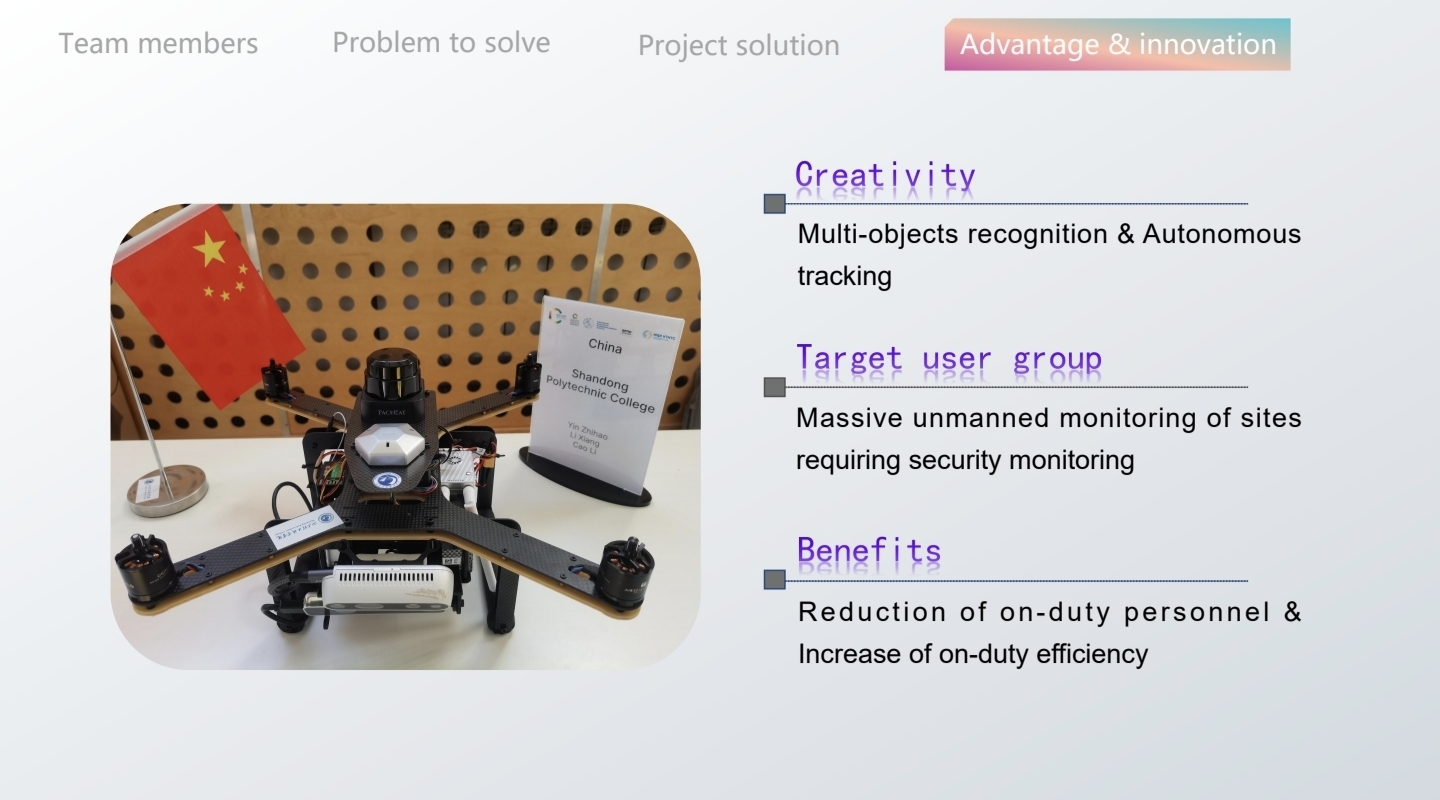 Team members
Problem to solve
Project solution
Advantage & innovation
Creativity
Multi-objects recognition & Autonomous
tracking
Target user group
Massive unmanned monitoring of sites
requiring security monitoring
Benefits
Reduction of on-duty personnel &
Increase of on-duty efficiency
China
Shandong
Polytechnic College
Yin Zhihao
Li Xiang
Cao Li